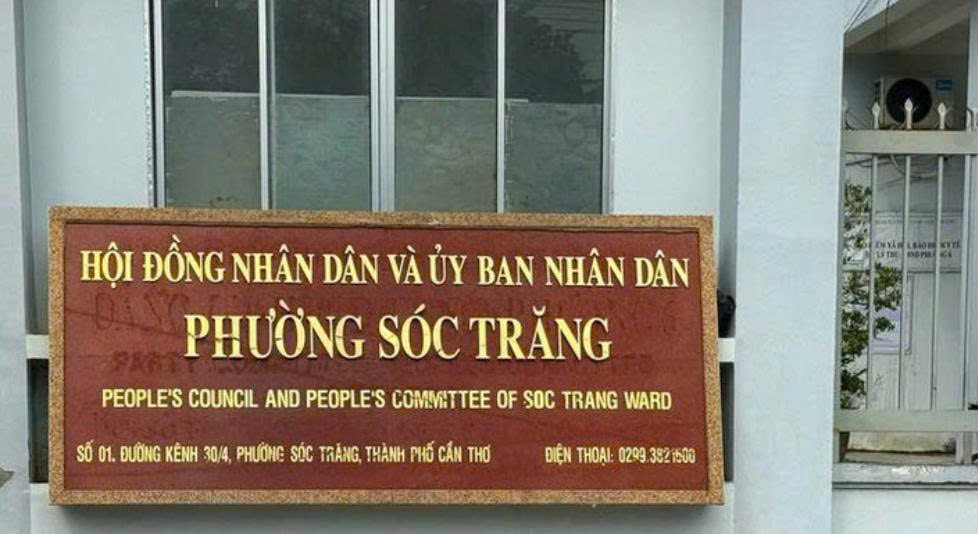 HỘI ĐỒNG NHÂN DÂN VÀ ỦY BAN NHÂN DÂN
PHƯỜNG SÓC TRĂNG
PEOPLE'S COUNCIL AND PEOPLE'S COMMITTEE OF SOC TRANG WARD
SỐ 01, ĐƯỜNG KÊNH 30/4, PHƯỜNG SÓC TRĂNG, THÀNH PHỐ CẦN THƠ
ĐIỆN THOẠI: